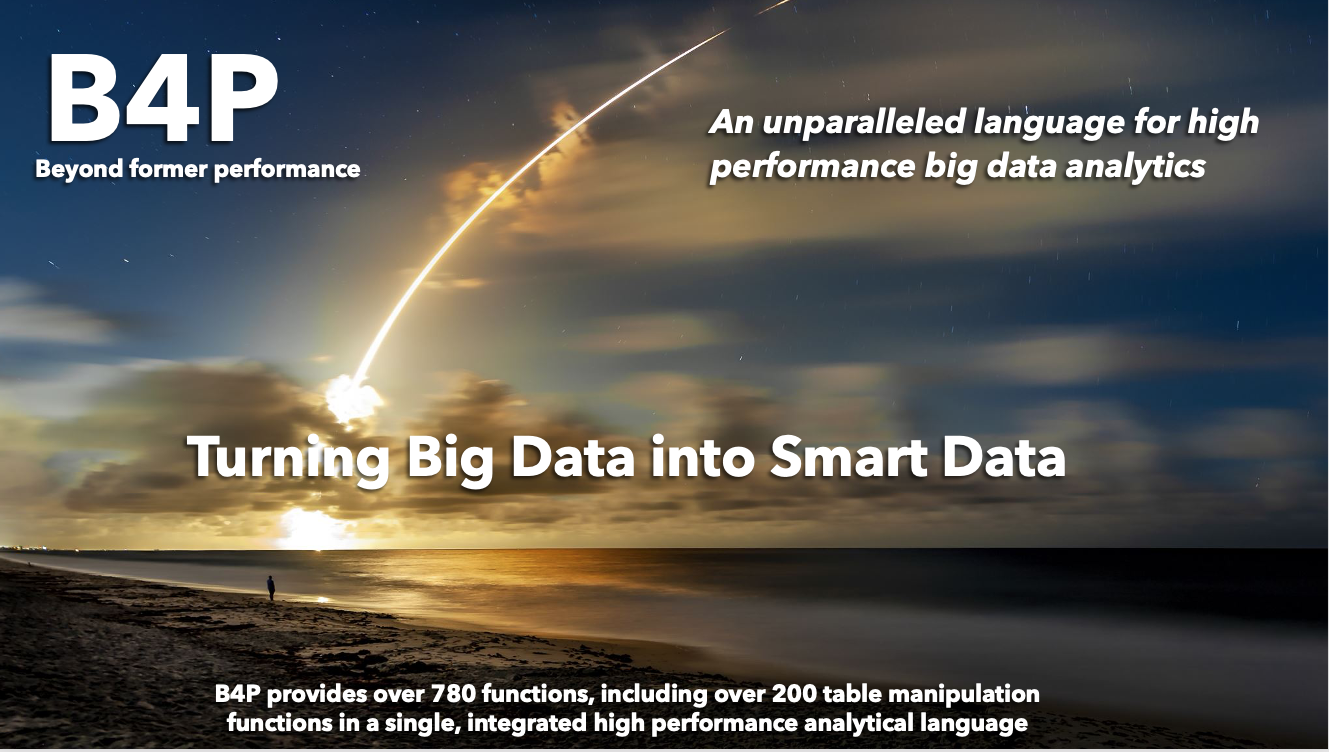 B4P
Beyond former performance
An unparalleled language for high
performance big data analytics
Turning Big Data into Smart Data
B4P provides over 780 functions, including over 200 table manipulation
functions in a single, integrated high performance analytical language